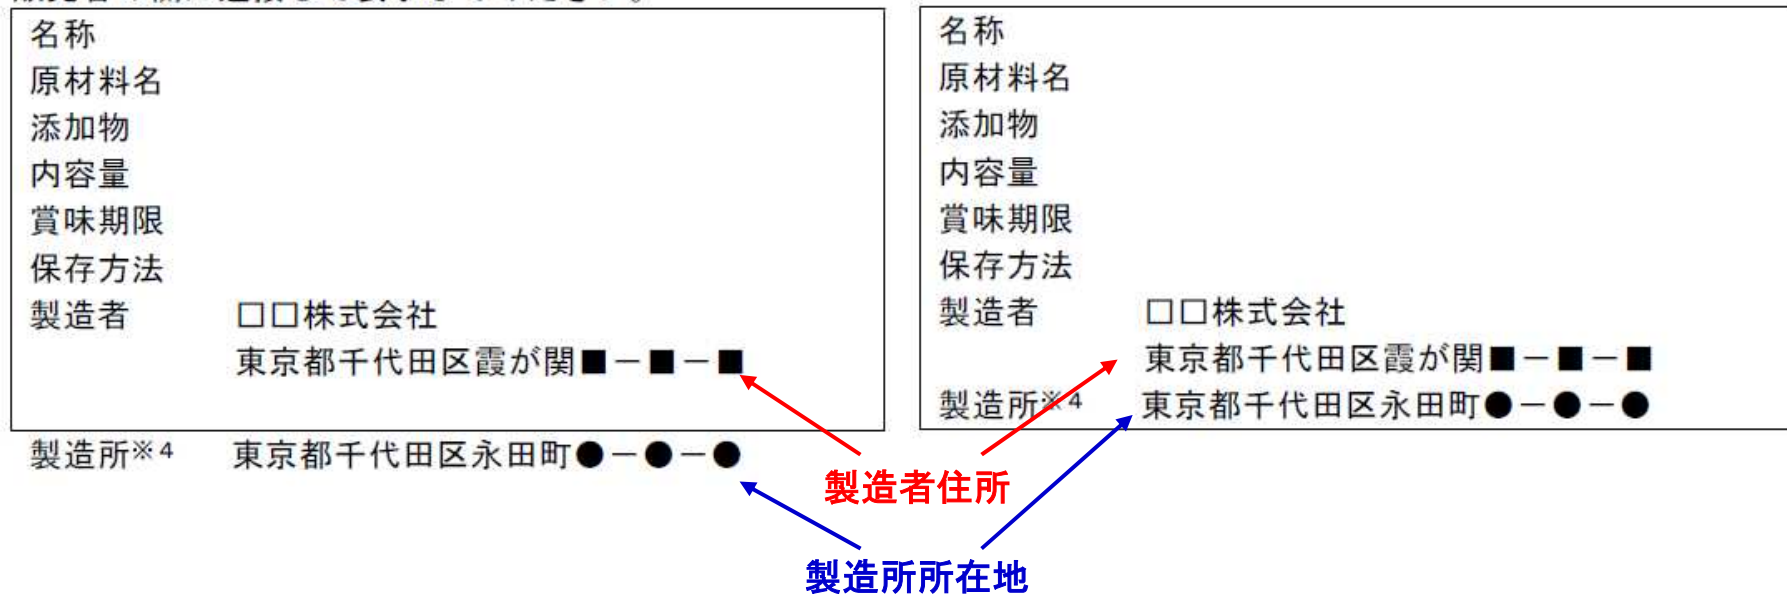 名称
原材料名
添加物
内容量
賞味期限
保存方法
製造者 □□株式会社
東京都千代田区霞が関■－■－■
製造所※4 東京都千代田区永田町●－●－●
名称
原材料名
添加物
内容量
賞味期限
保存方法
製造者 □□株式会社
東京都千代田区霞が関■－■－■
製造所※4 東京都千代田区永田町●－●－●
製造者住所
製造所所在地